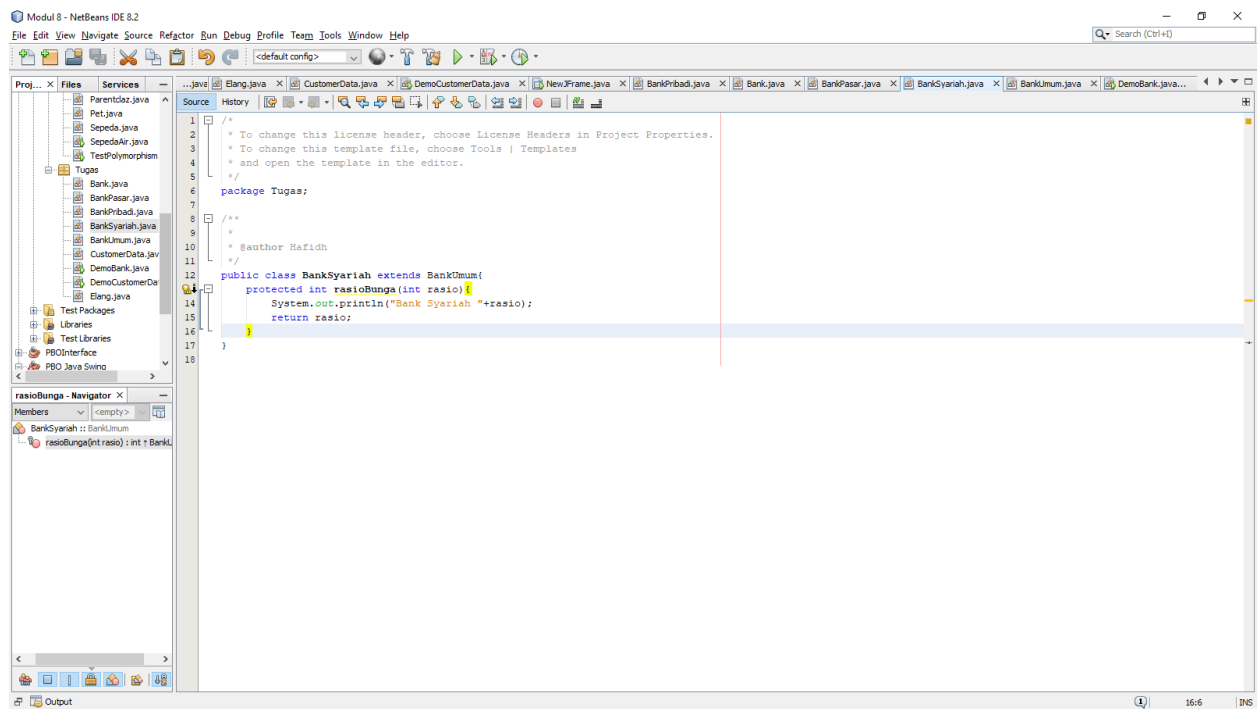 Modul 8 - NetBeans IDE 8.2
File Edit View Navigate Source Refactor Run Debug Profile Team Tools Window Help
Search (Ctrl+I)
<default config>
Proj... Files Services
...java Elang.java CustomerData.java DemoCustomerData.java NewJFrame.java BankPribadi.java Bank.java BankPasar.java BankSyariah.java BankUmum.java DemoBank.java...
Parentdaz.java
Pet.java
Sepeda.java
SepedaAir.java
TestPolymorphism
Tugas
Bank.java
BankPasar.java
BankPribadi.java
BankSyariah.java
BankUmum.java
CustomerData.jav
DemoBank.java
DemoCustomerDa
Elang.java
Test Packages
Libraries
Test Libraries
PBOInterface
PBO Java Swing
Source History
1 /*
2 * To change this license header, choose License Headers in Project Properties.
3 * To change this template file, choose Tools | Templates
4 * and open the template in the editor.
5 */
6 package Tugas;
7
8 /**
9 *
10 * @author Hafidh
11 */
12 public class BankSyariah extends BankUmum{
protected int rasioBunga(int rasio){
14 System.out.println("Bank Syariah "+rasio);
15 return rasio;
16 }
17 }
18
rasioBunga - Navigator
Members <empty>
BankSyariah :: BankUmum
rasioBunga(int rasio) : int ↑ BankU
Output
1 16:6 INS